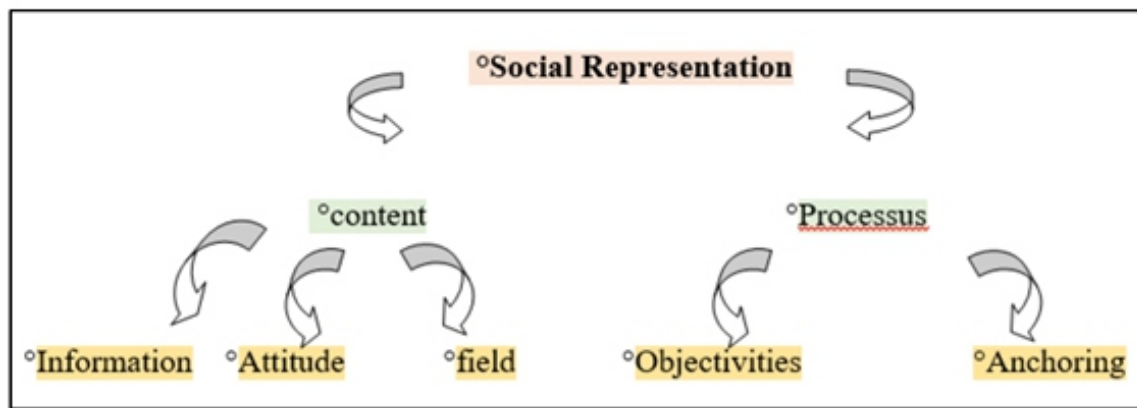 °Social Representation
°content °Processus
°Information °Attitude °field °Objectivities °Anchoring